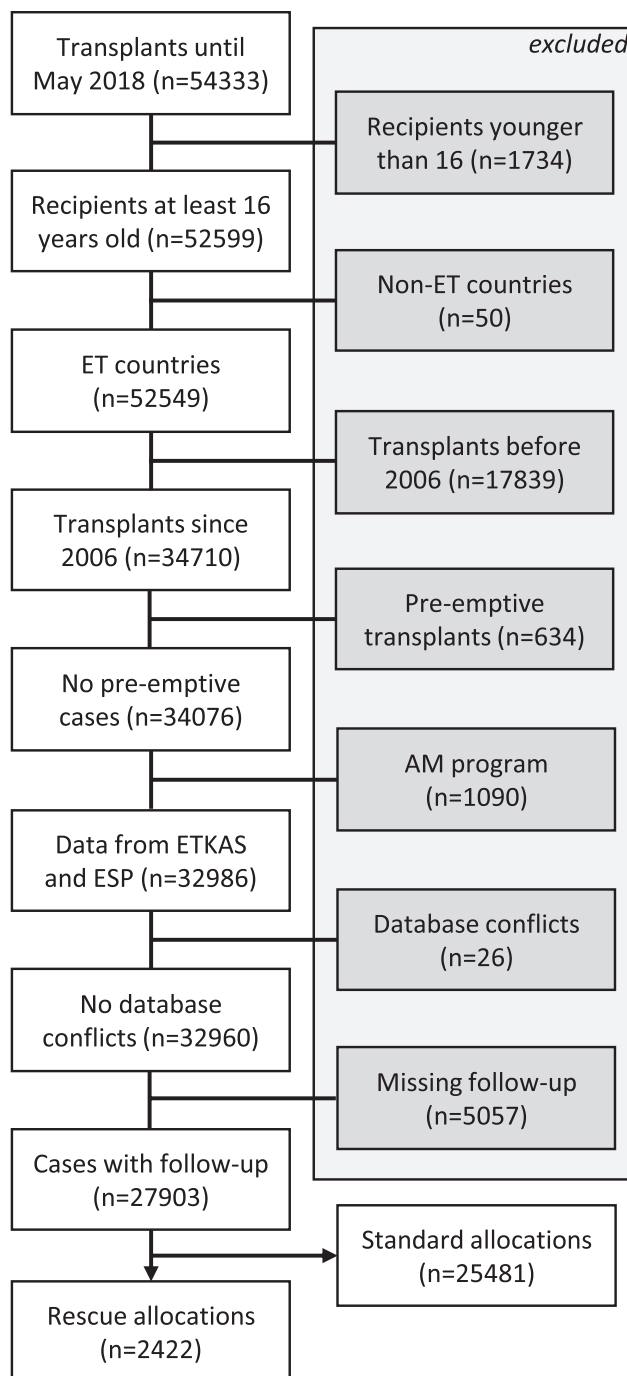 Transplants until
May 2018 (n=54333)
excluded
Recipients younger
than 16 (n=1734)
Recipients at least 16
years old (n=52599)
Non-ET countries
(n=50)
ET countries
(n=52549)
Transplants before
2006 (n=17839)
Transplants since
2006 (n=34710)
Pre-emptive
transplants (n=634)
No pre-emptive
cases (n=34076)
AM program
(n=1090)
Data from ETKAS
and ESP (n=32986)
Database conflicts
(n=26)
No database
conflicts (n=32960)
Missing follow-up
(n=5057)
Cases with follow-up
(n=27903)
Standard allocations
(n=25481)
Rescue allocations
(n=2422)